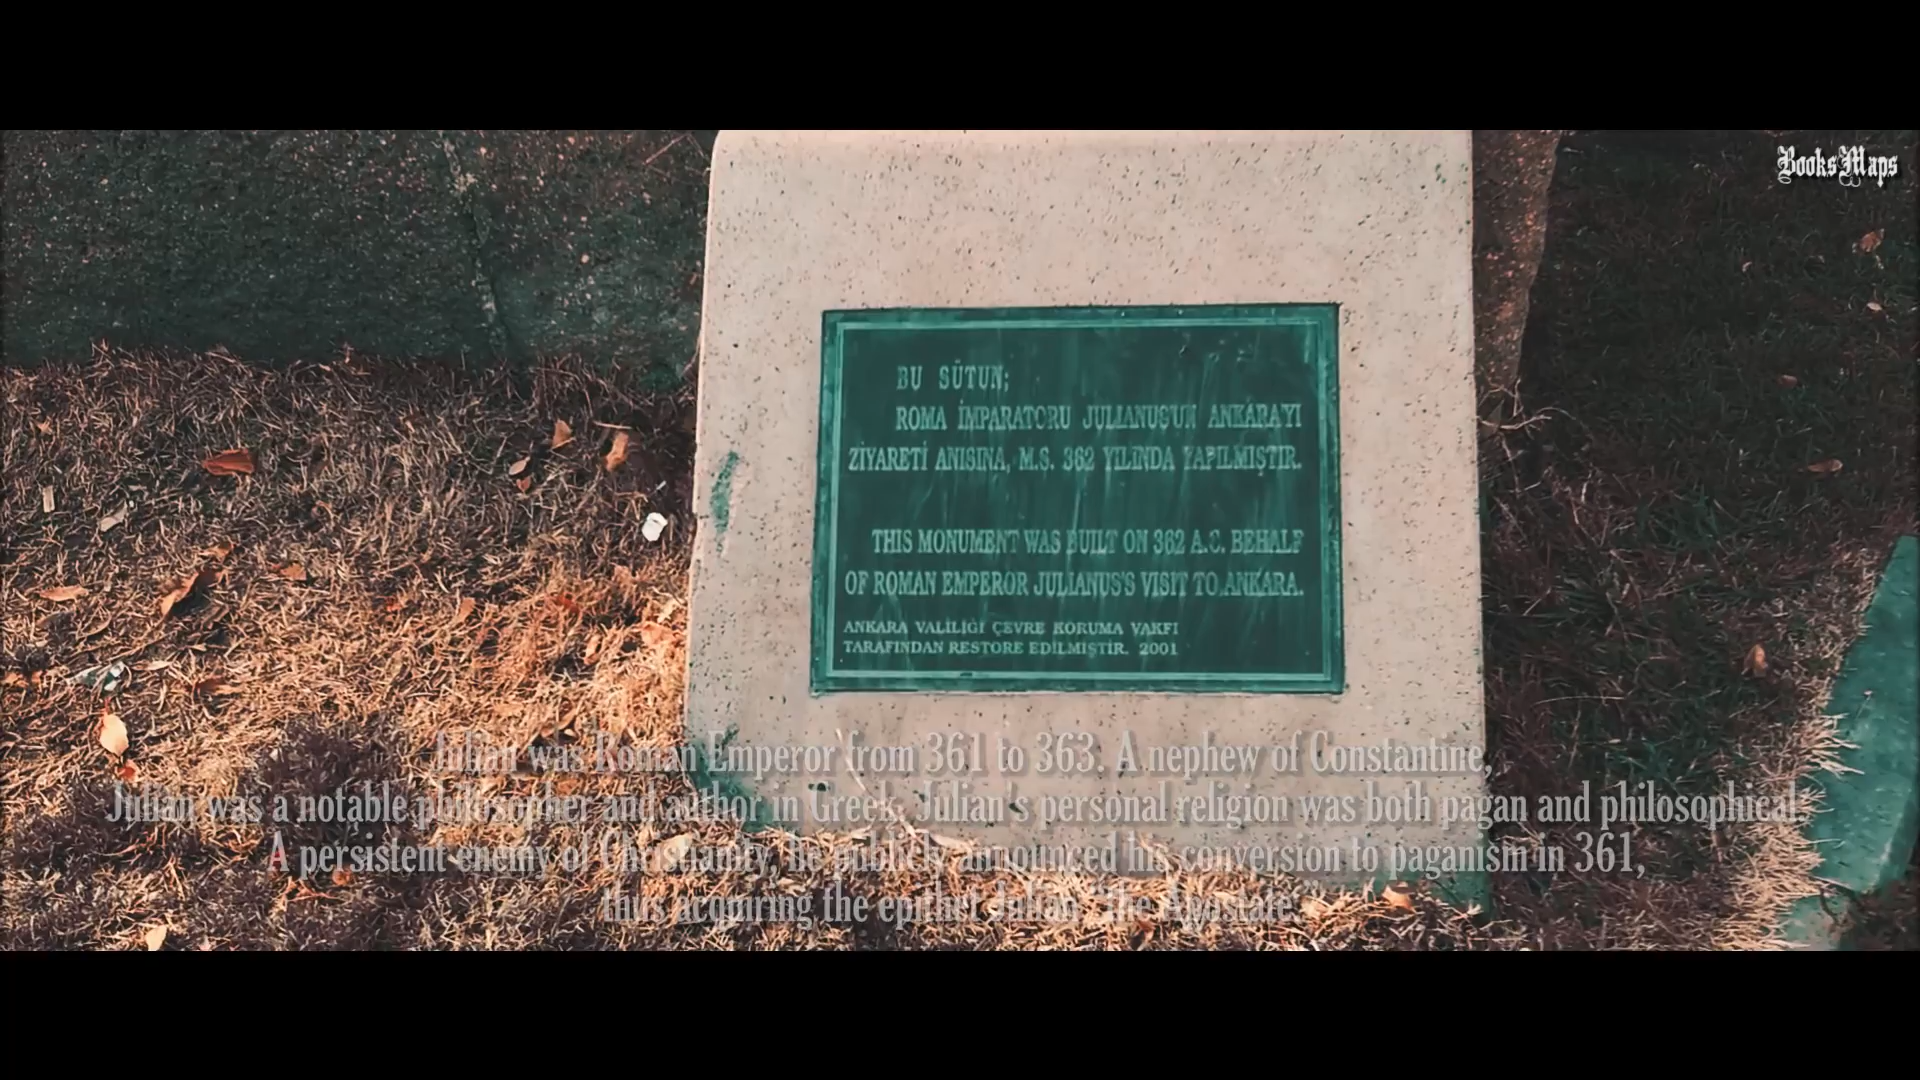 Books Maps
BU SÜTUN;
ROMA İMPARATORU JULIANUS'UN ANKARA'YI
ZİYARETİ ANISINA, M.S. 362 YILINDA YAPILMIŞTIR.
THIS MONUMENT WAS BUILT ON 362 A.C. BEHALF
OF ROMAN EMPEROR JULIANUS'S VISIT TO ANKARA.
ANKARA VALİLİĞİ ÇEVRE KORUMA VAKFI
TARAFINDAN RESTORE EDİLMİŞTİR. 2001
Julian was Roman Emperor from 361 to 363. A nephew of Constantine,
Julian was a notable philosopher and author in Greek. Julian's personal religion was both pagan and philosophical.
A persistent enemy of Christianity, he publicly announced his conversion to paganism in 361,
thus acquiring the epithet Julian "the Apostate"